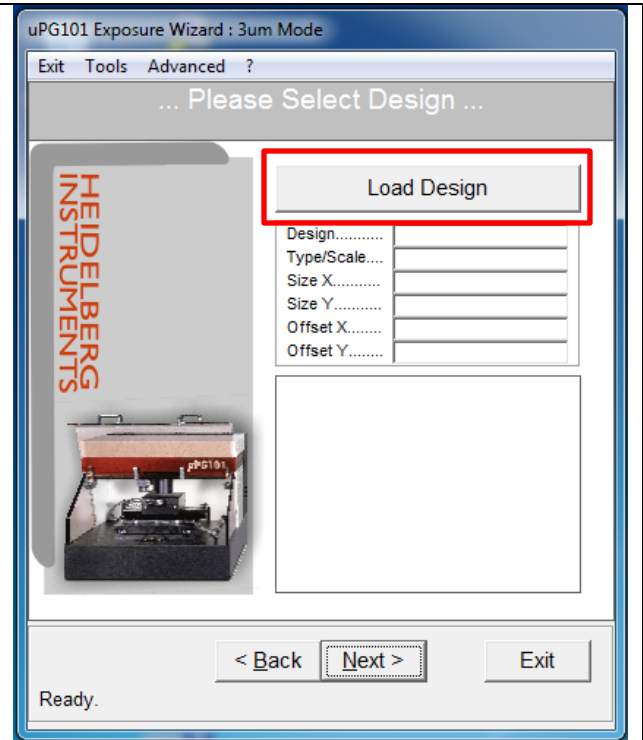 uPG101 Exposure Wizard : 3um Mode
Exit Tools Advanced ?
... Please Select Design ...
HEIDELBERG
INSTRUMENTS
Load Design
Design...........
Type/Scale....
Size X...........
Size Y...........
Offset X........
Offset Y........
µPG101
< Back Next > Exit
Ready.